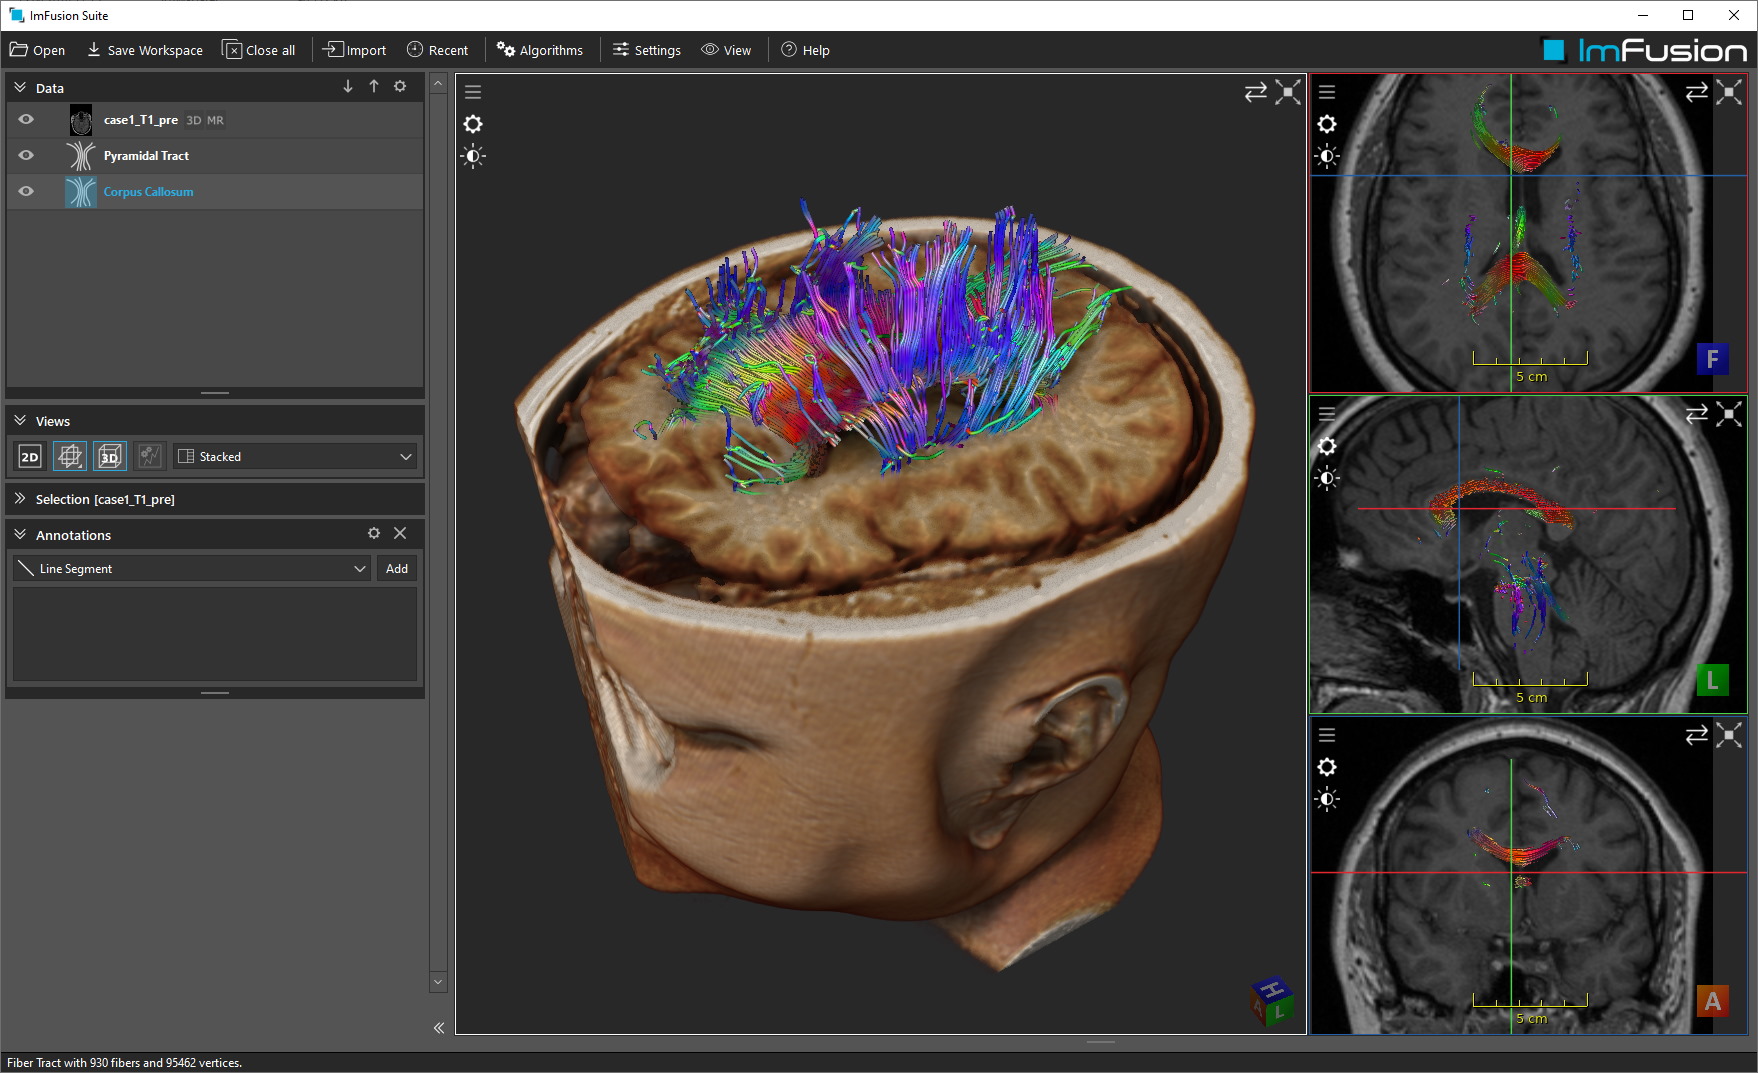 ImFusion Suite
Open Save Workspace Close all Import Recent Algorithms Settings View Help
ImFusion
Data
case1_T1_pre 3D MR
Pyramidal Tract
Corpus Callosum
Views
2D 3D Stacked
Selection [case1_T1_pre]
Annotations
Line Segment Add
H
A L
5 cm
F
5 cm
L
5 cm
A
Fiber Tract with 930 fibers and 95462 vertices.